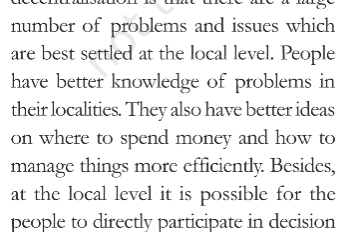 decentralisation is that there are a large
number of problems and issues which
are best settled at the local level. People
have better knowledge of problems in
their localities. They also have better ideas
on where to spend money and how to
manage things more efficiently. Besides,
at the local level it is possible for the
people to directly participate in decision